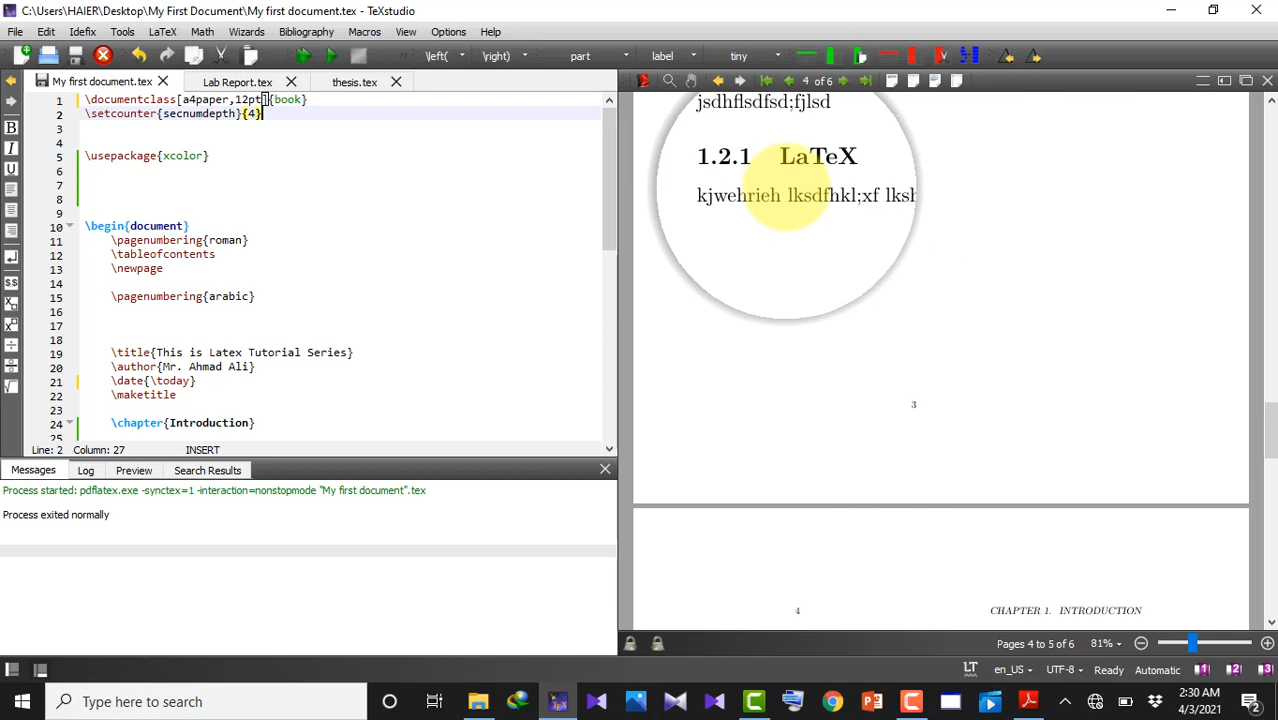 C:\Users\HAIER\Desktop\My First Document\My first document.tex - TeXstudio
File Edit Idefix Tools LaTeX Math Wizards Bibliography Macros View Options Help
\left( \right) part label tiny
My first document.tex Lab Report.tex thesis.tex
4 of 6
1 \documentclass[a4paper,12pt]{book}
2 \setcounter{secnumdepth}{4}
3
4
5 \usepackage{xcolor}
6
7
8
9
10 \begin{document}
11 \pagenumbering{roman}
12 \tableofcontents
13 \newpage
14
15 \pagenumbering{arabic}
16
17
18
19 \title{This is Latex Tutorial Series}
20 \author{Mr. Ahmad Ali}
21 \date{\today}
22 \maketitle
23
24 \chapter{Introduction}
25
Line: 2 Column: 27 INSERT
Messages Log Preview Search Results
Process started: pdflatex.exe -synctex=1 -interaction=nonstopmode "My first document".tex
Process exited normally
jsdhflsdfsd;fjlsd
1.2.1 LaTeX
kjwehrieh lksdfhkl;xf lksh
3
4 CHAPTER 1. INTRODUCTION
Pages 4 to 5 of 6 81%
LT en_US UTF-8 Ready Automatic 1 2 3
Type here to search
2:30 AM
4/3/2021
2